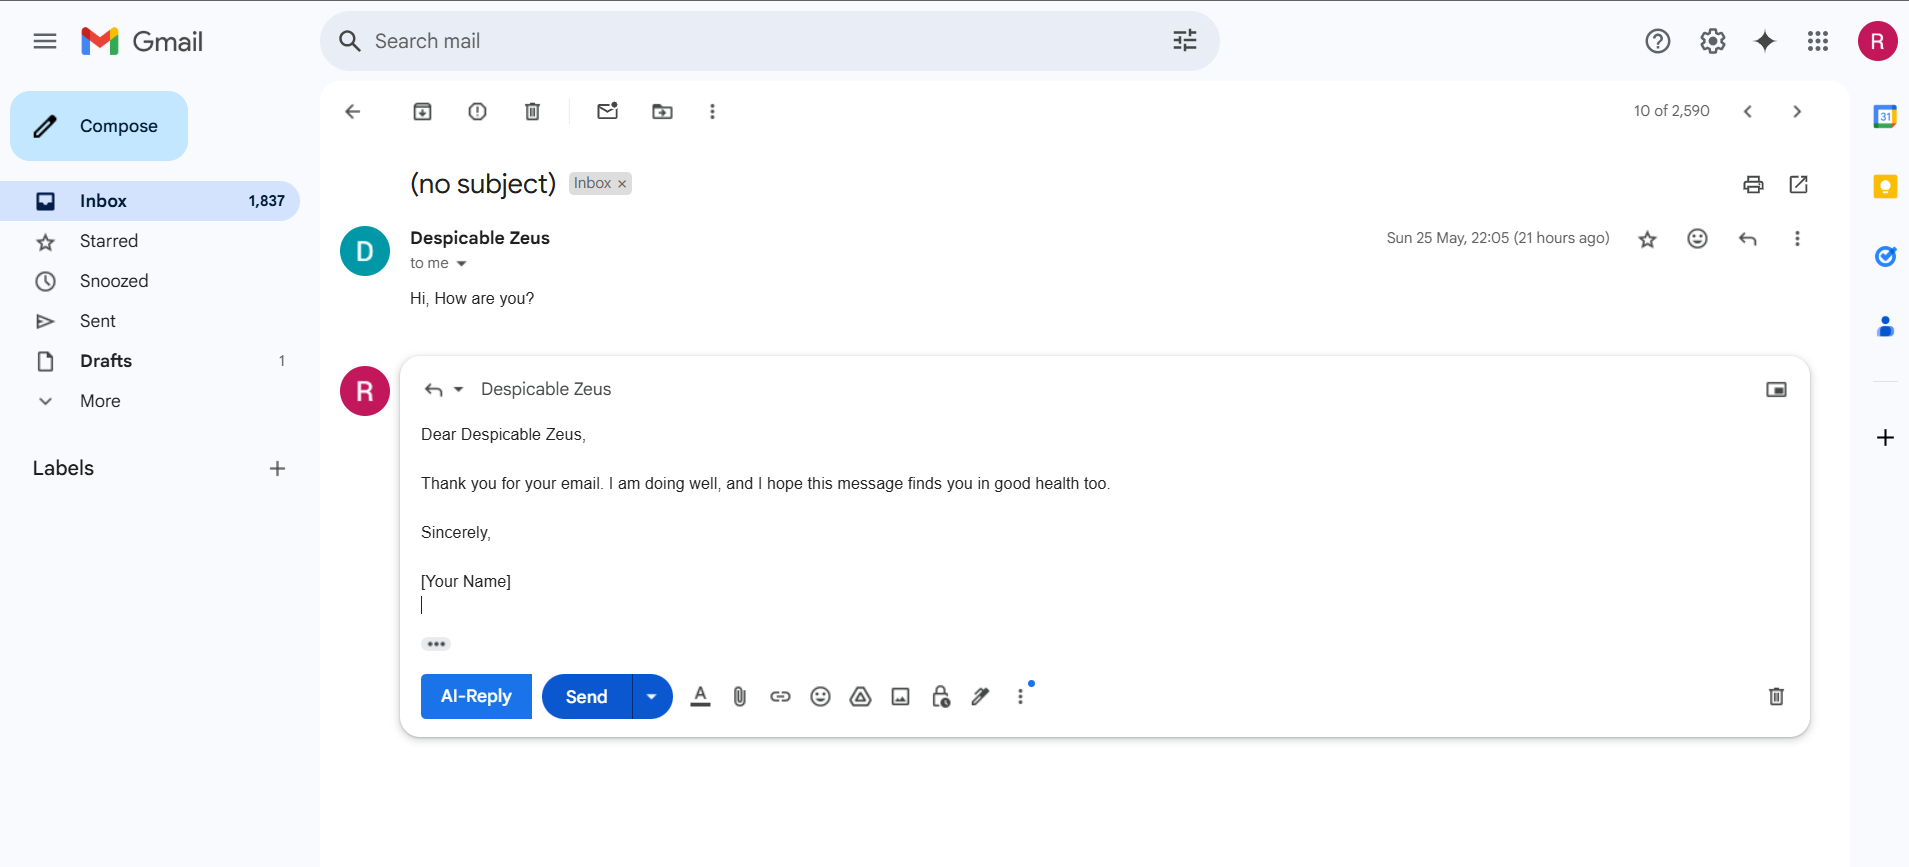 Gmail
Search mail
R
Compose
10 of 2,590
31
(no subject)
Inbox ×
Inbox 1,837
Starred
Snoozed
Sent
Drafts 1
More
Labels
D
Despicable Zeus
Sun 25 May, 22:05 (21 hours ago)
to me
Hi, How are you?
R
Despicable Zeus
Dear Despicable Zeus,
Thank you for your email. I am doing well, and I hope this message finds you in good health too.
Sincerely,
[Your Name]
AI-Reply
Send